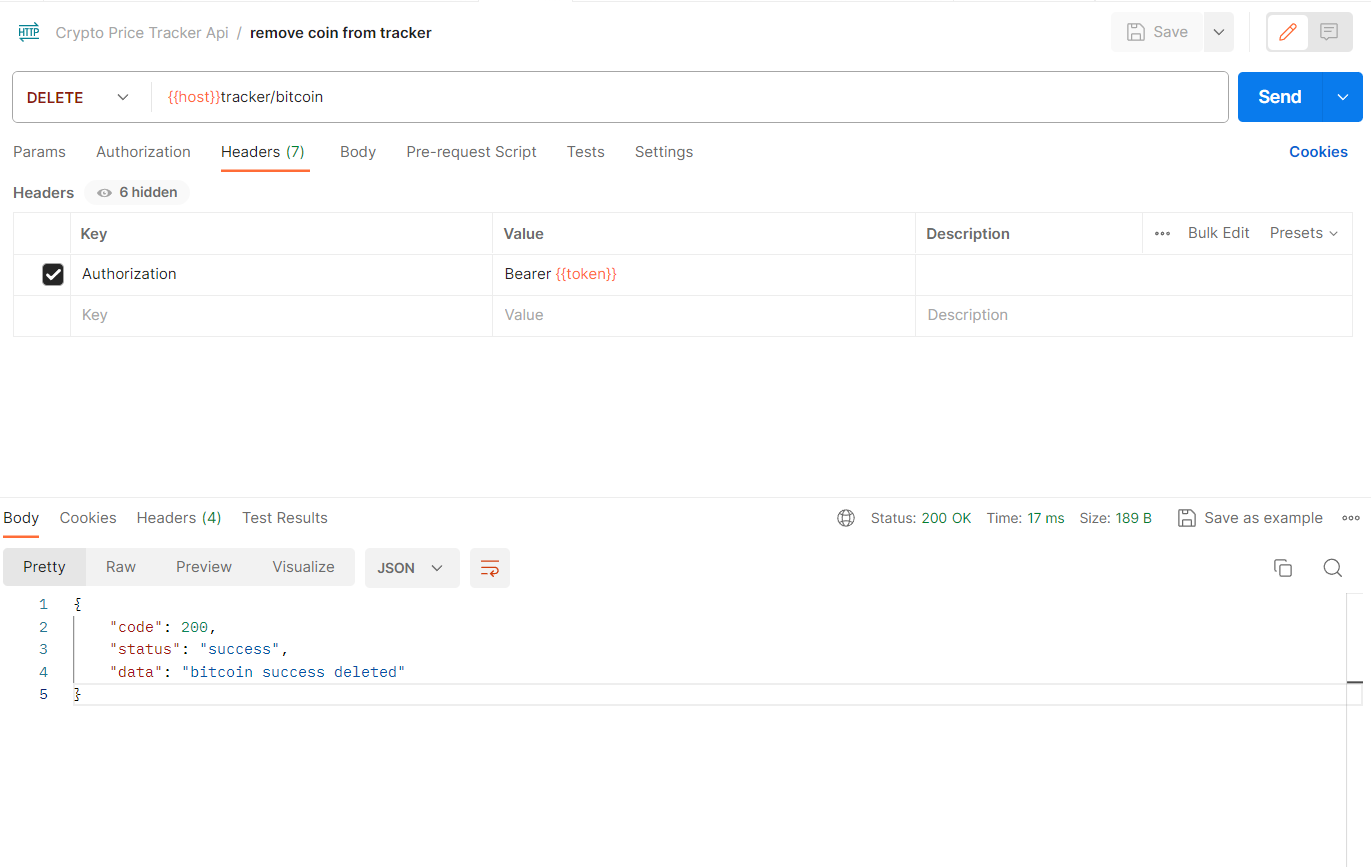 HTTP Crypto Price Tracker Api / remove coin from tracker Save
DELETE {{host}}tracker/bitcoin Send
Params Authorization Headers (7) Body Pre-request Script Tests Settings Cookies
Headers 6 hidden
Key Value Description Bulk Edit Presets
Authorization Bearer {{token}}
Key Value Description
Body Cookies Headers (4) Test Results Status: 200 OK Time: 17 ms Size: 189 B Save as example
Pretty Raw Preview Visualize JSON
1 {
2 "code": 200,
3 "status": "success",
4 "data": "bitcoin success deleted"
5 }